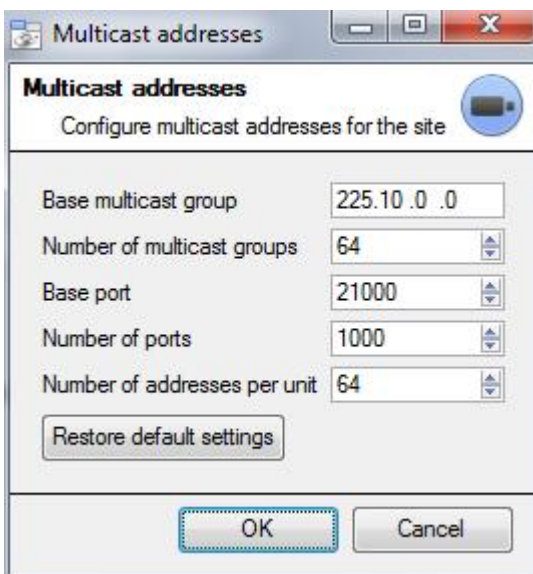 Multicast addresses
Multicast addresses
Configure multicast addresses for the site
Base multicast group 225.10 .0 .0
Number of multicast groups 64
Base port 21000
Number of ports 1000
Number of addresses per unit 64
Restore default settings
OK Cancel